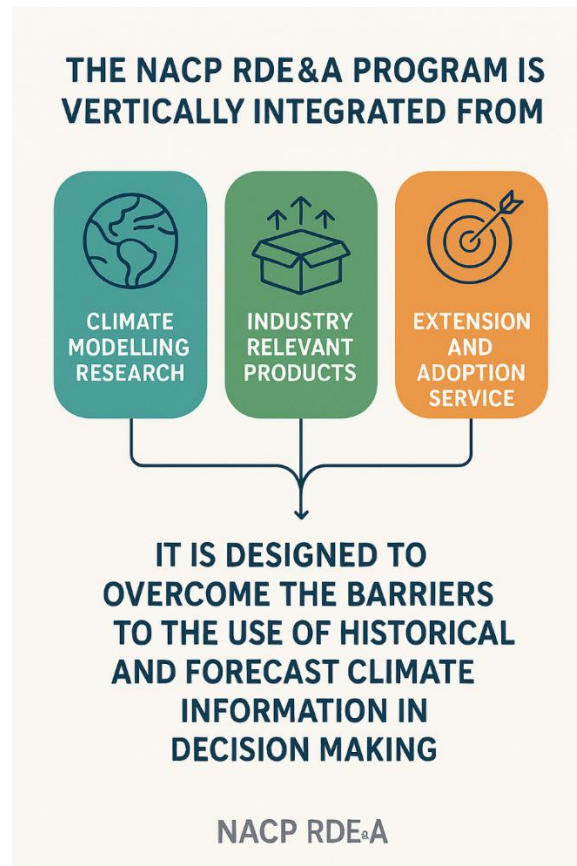 THE NACP RDE&A PROGRAM IS
VERTICALLY INTEGRATED FROM
CLIMATE
MODELLING
RESEARCH
INDUSTRY
RELEVANT
PRODUCTS
EXTENSION
AND
ADOPTION
SERVICE
IT IS DESIGNED TO
OVERCOME THE BARRIERS
TO THE USE OF HISTORICAL
AND FORECAST CLIMATE
INFORMATION IN
DECISION MAKING
NACP RDE&A